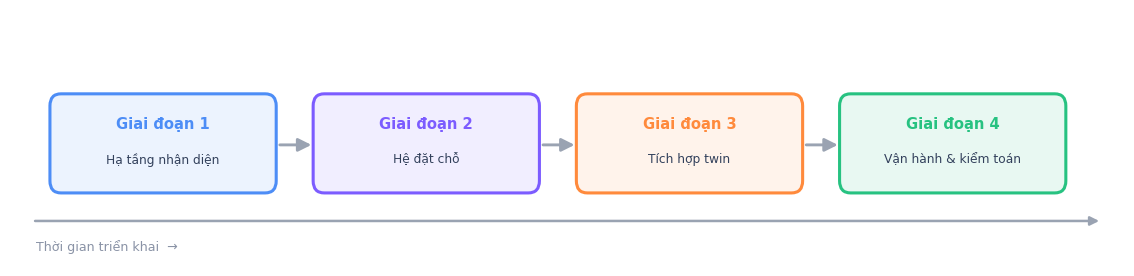 Giai đoạn 1
Hạ tầng nhận diện
Giai đoạn 2
Hệ đặt chỗ
Giai đoạn 3
Tích hợp twin
Giai đoạn 4
Vận hành & kiểm toán
Thời gian triển khai →